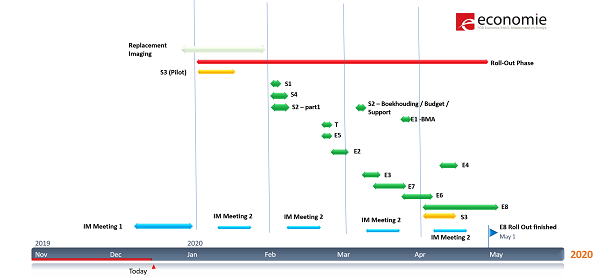 economie
Replacement
Imaging
Roll-Out Phase
S3 (Pilot)
S1
S4
S2 – part1
S2 – Boekhouding / Budget /
Support
E1 -BMA
T
E5
E2
E4
E3
E7
E6
E8
S3
IM Meeting 1
IM Meeting 2
IM Meeting 2
IM Meeting 2
IM Meeting 2
E8 Roll Out finished
May 1
2019
2020
Nov
Dec
Jan
Feb
Mar
Apr
May
2020
Today